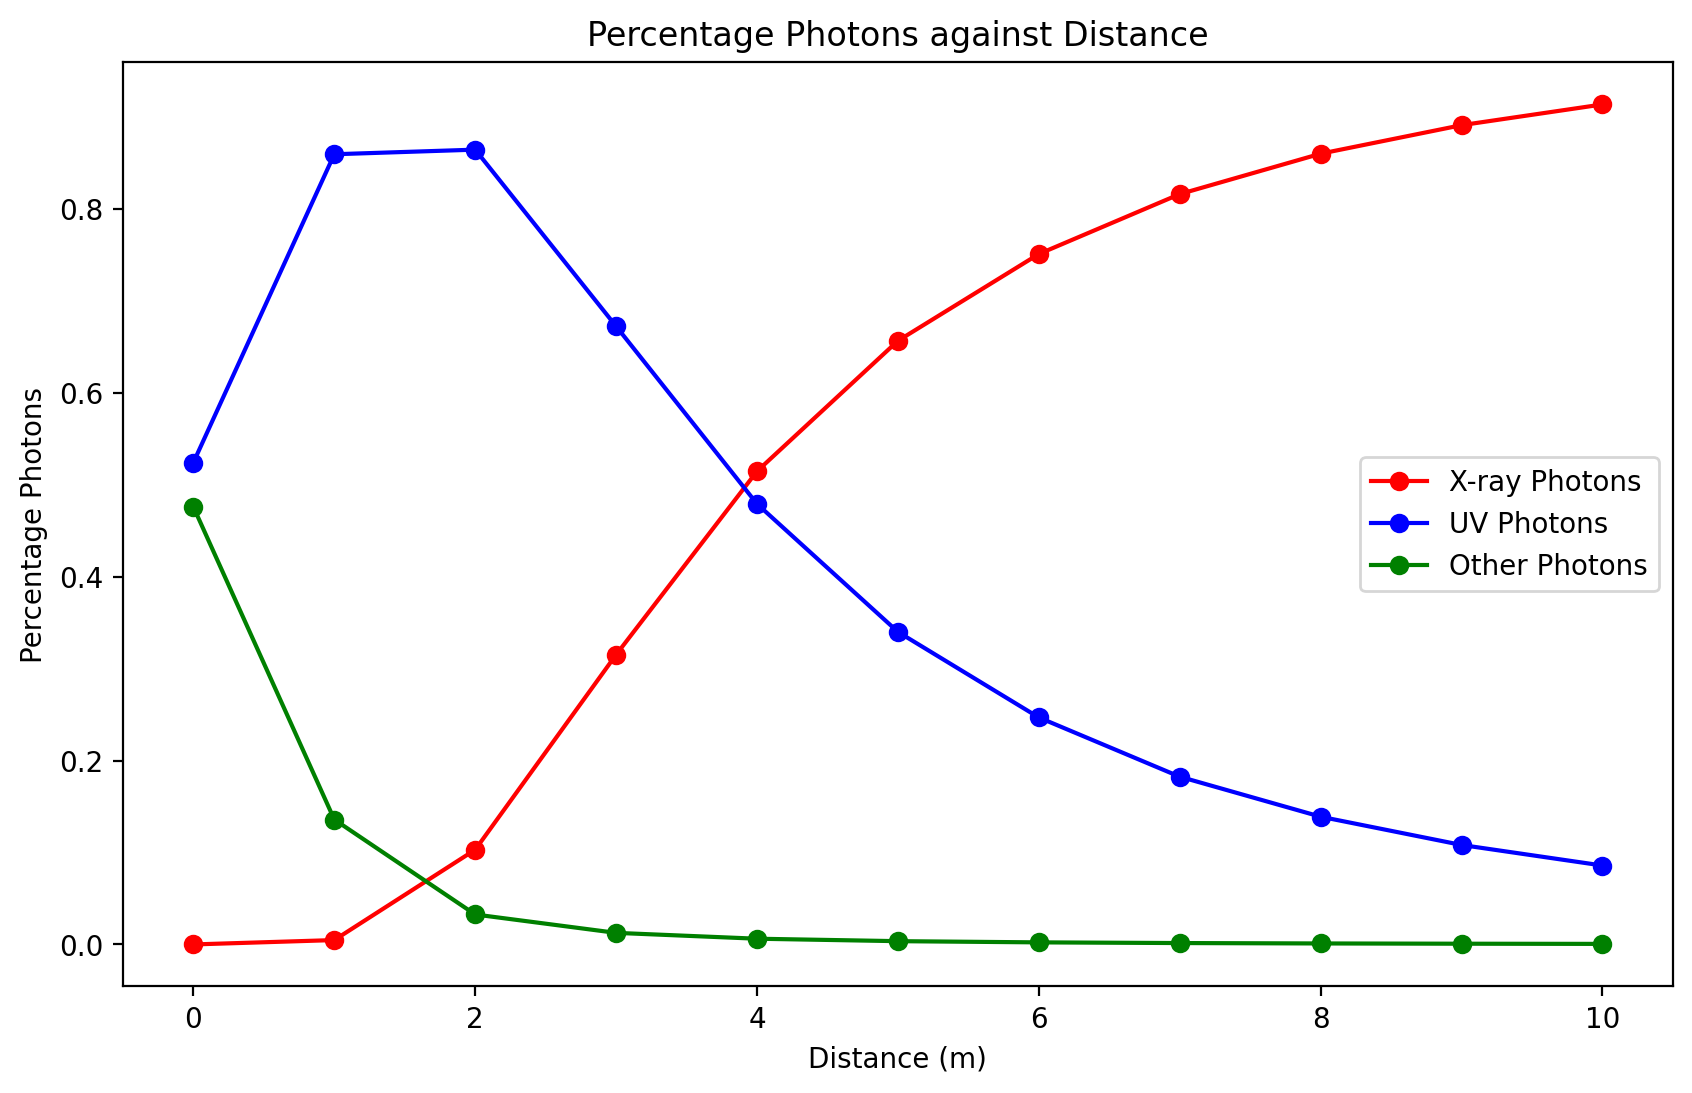 Percentage Photons against Distance
Percentage Photons
0.8
0.6
0.4
0.2
0.0
X-ray Photons
UV Photons
Other Photons
0 2 4 6 8 10
Distance (m)